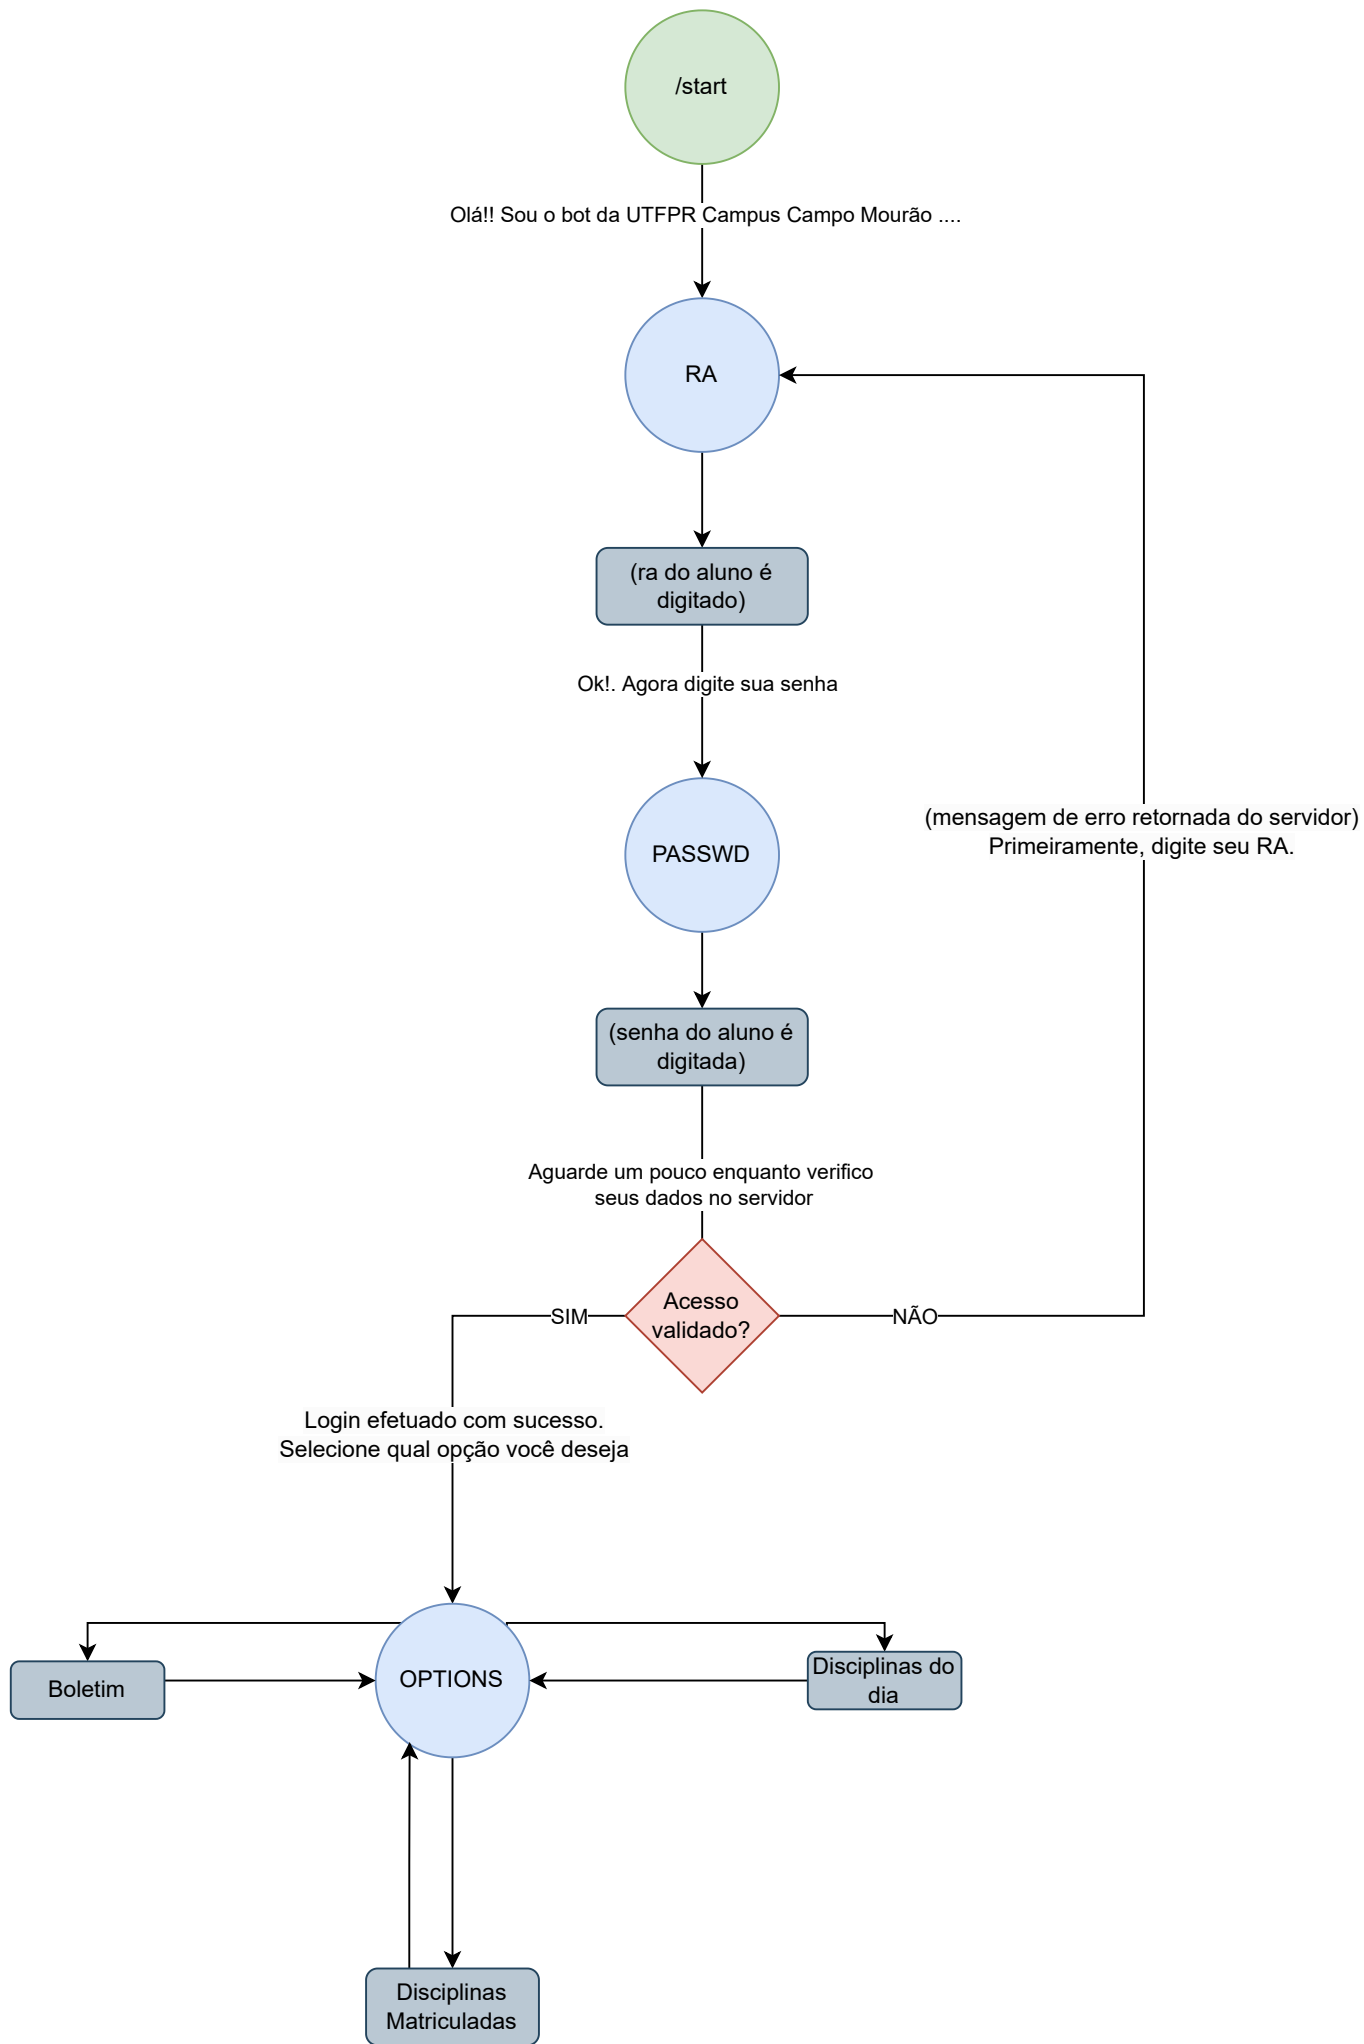 /start
Olá!! Sou o bot da UTFPR Campus Campo Mourão ....
RA
(ra do aluno é
digitado)
Ok!. Agora digite sua senha
(mensagem de erro retornada do servidor)
Primeiramente, digite seu RA.
PASSWD
(senha do aluno é
digitada)
Aguarde um pouco enquanto verifico
seus dados no servidor
Acesso
validado?
SIM
NÃO
Login efetuado com sucesso.
Selecione qual opção você deseja
OPTIONS
Boletim
Disciplinas do
dia
Disciplinas
Matriculadas